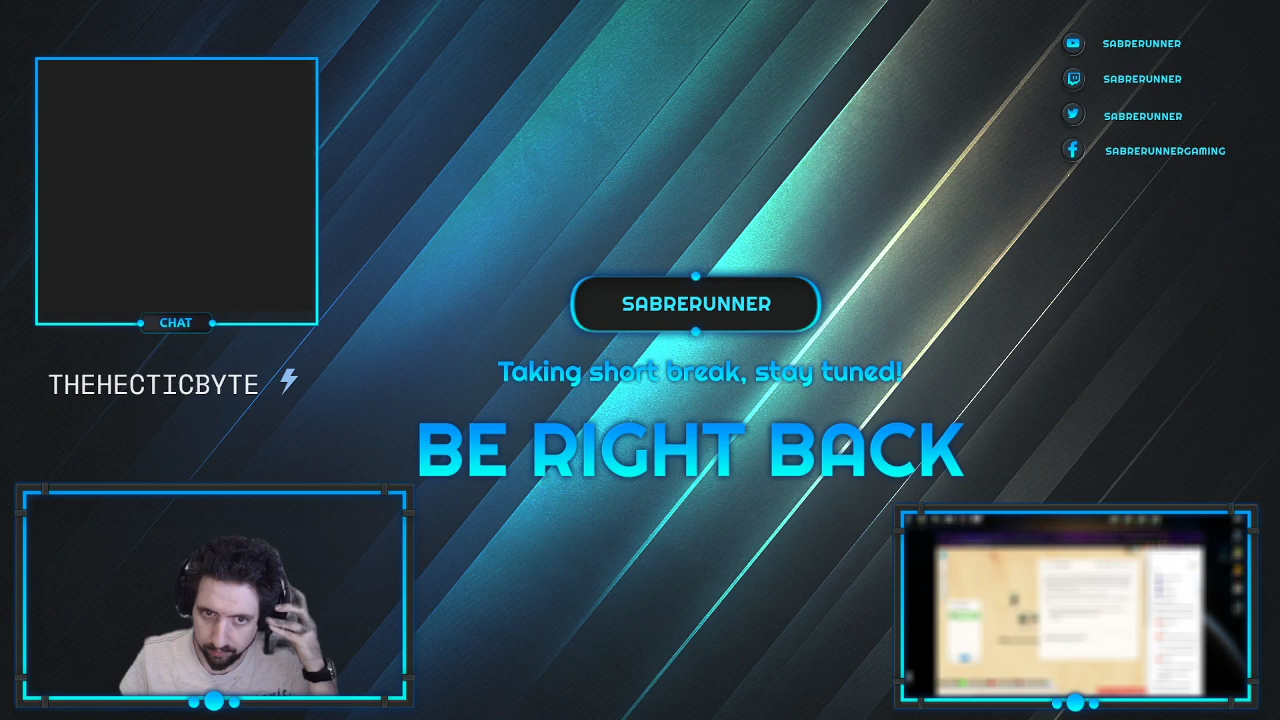 SABRERUNNER
SABRERUNNER
SABRERUNNER
SABRERUNNERGAMING
CHAT
THEHECTICBYTE
SABRERUNNER
Taking short break, stay tuned!
BE RIGHT BACK